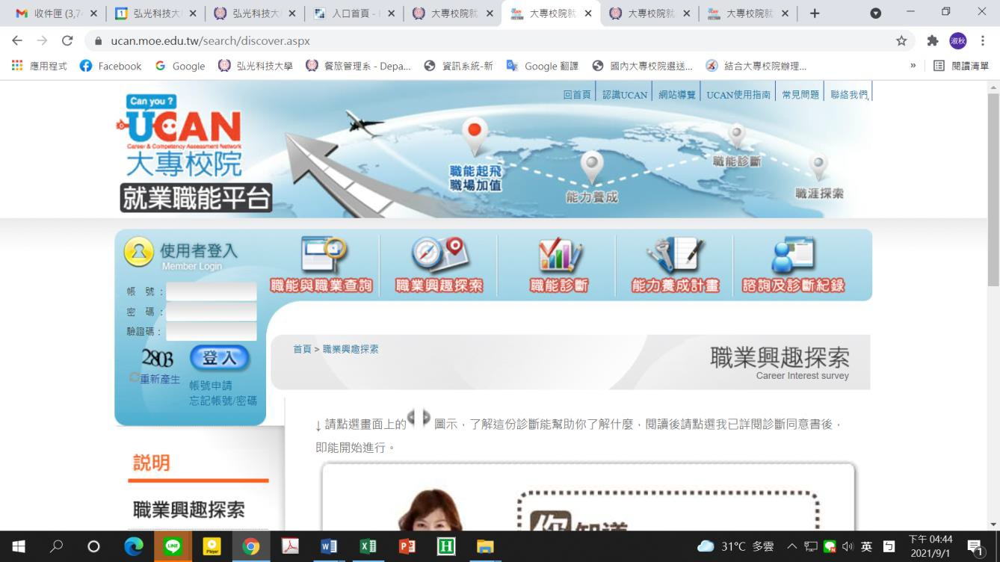 收件匣 (3,7
弘光科技大
弘光科技大
入口首頁 -
大專校院就
大專校院就
大專校院就
大專校院就
ucan.moe.edu.tw/search/discover.aspx
淑秋
應用程式
Facebook
Google
弘光科技大學
餐旅管理系 - Depa...
資訊系統-新
Google 翻譯
國內大專校院選送...
結合大專校院辦理...
»
閱讀清單
回首頁
認識UCAN
網站導覽
UCAN使用指南
常見問題
聯絡我們
Can you ?
UCAN
Career & Competency Assessment Network
大專校院
就業職能平台
職能起飛
職場加值
能力養成
職能診斷
職涯探索
使用者登入
Member Login
帳 號：
密 碼：
驗證碼：
2803
登入
重新產生
帳號申請
忘記帳號/密碼
職能與職業查詢
職業興趣探索
職能診斷
能力養成計畫
諮詢及診斷紀錄
首頁 > 職業興趣探索
職業興趣探索
Career Interest survey
↓ 請點選畫面上的 圖示，了解這份診斷能幫助你了解什麼，閱讀後請點選我已詳閱診斷同意書後，
即能開始進行。
説明
職業興趣探索
你知道
LINE
Player
31°C 多雲
英
下午 04:44
2021/9/1
1